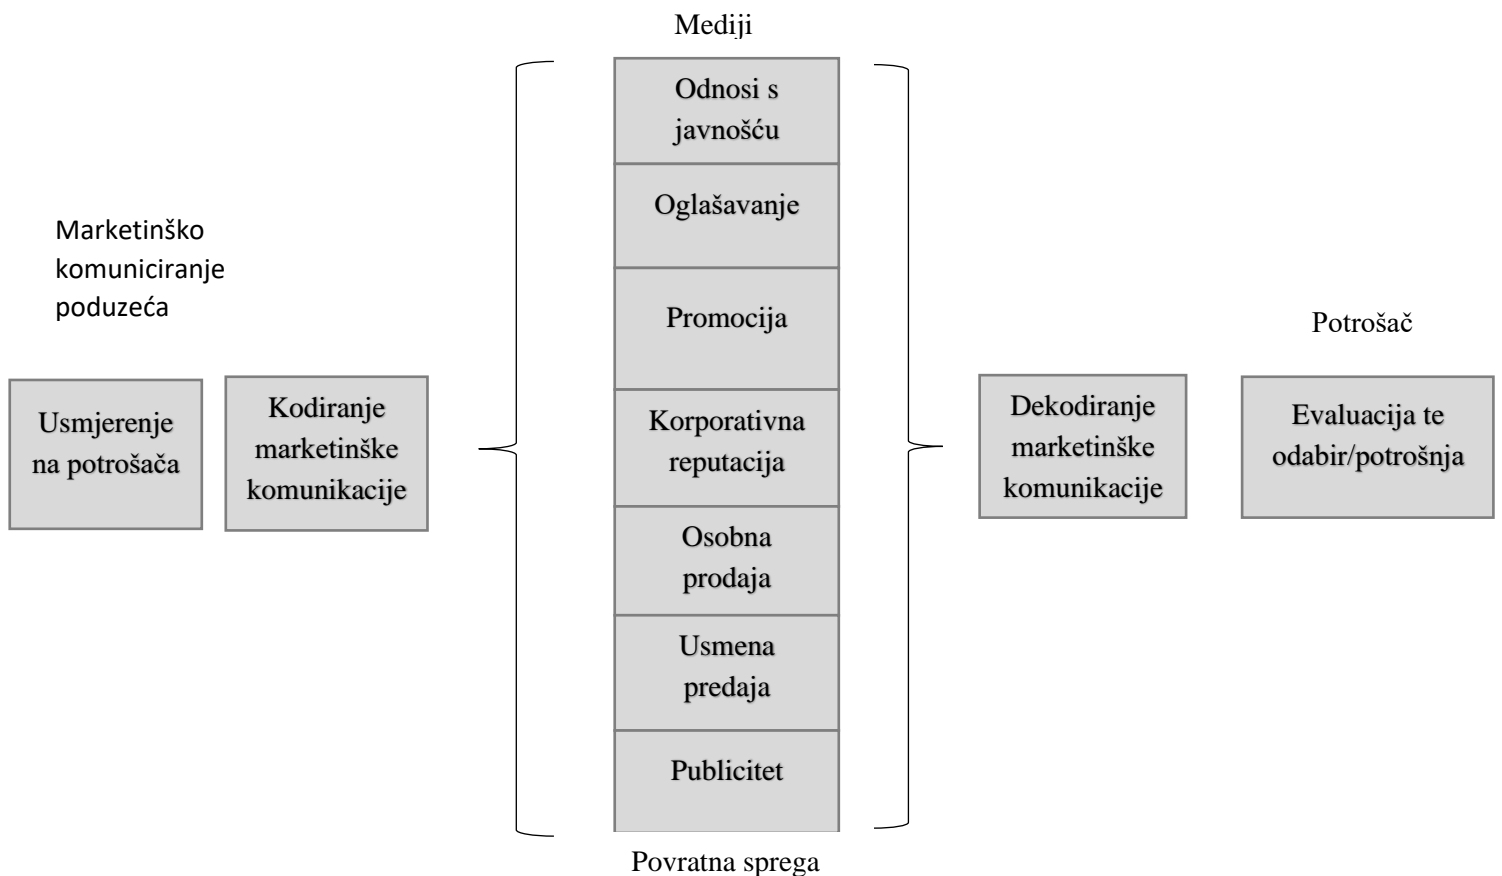 Mediji
Odnosi s
javnošću
Oglašavanje
Marketinško
komuniciranje
poduzeća
Promocija
Potrošač
Usmjerenje
na potrošača
Kodiranje
marketinške
komunikacije
Korporativna
reputacija
Dekodiranje
marketinške
komunikacije
Evaluacija te
odabir/potrošnja
Osobna
prodaja
Usmena
predaja
Publicitet
Povratna sprega